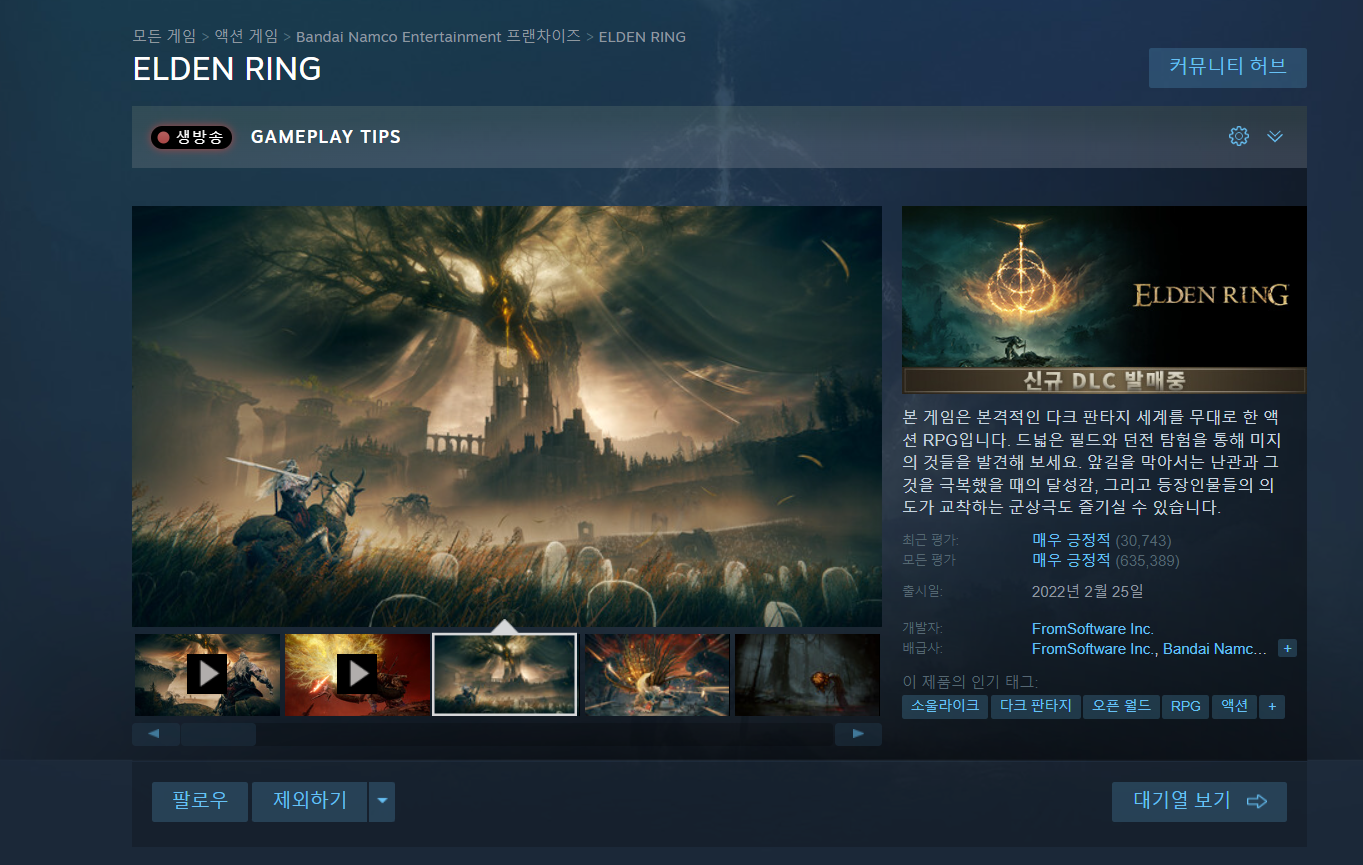 모든 게임 > 액션 게임 > Bandai Namco Entertainment 프랜차이즈 > ELDEN RING
ELDEN RING
커뮤니티 허브
생방송 GAMEPLAY TIPS
ELDEN RING
신규 DLC 발매중
본 게임은 본격적인 다크 판타지 세계를 무대로 한 액
션 RPG입니다. 드넓은 필드와 던전 탐험을 통해 미지
의 것들을 발견해 보세요. 앞길을 막아서는 난관과 그
것을 극복했을 때의 달성감, 그리고 등장인물들의 의
도가 교착하는 군상극도 즐기실 수 있습니다.
최근 평가: 매우 긍정적 (30,743)
모든 평가 매우 긍정적 (635,389)
출시일: 2022년 2월 25일
개발자: FromSoftware Inc.
배급사: FromSoftware Inc., Bandai Namc... +
이 제품의 인기 태그:
소울라이크 다크 판타지 오픈 월드 RPG 액션 +
팔로우 제외하기 대기열 보기